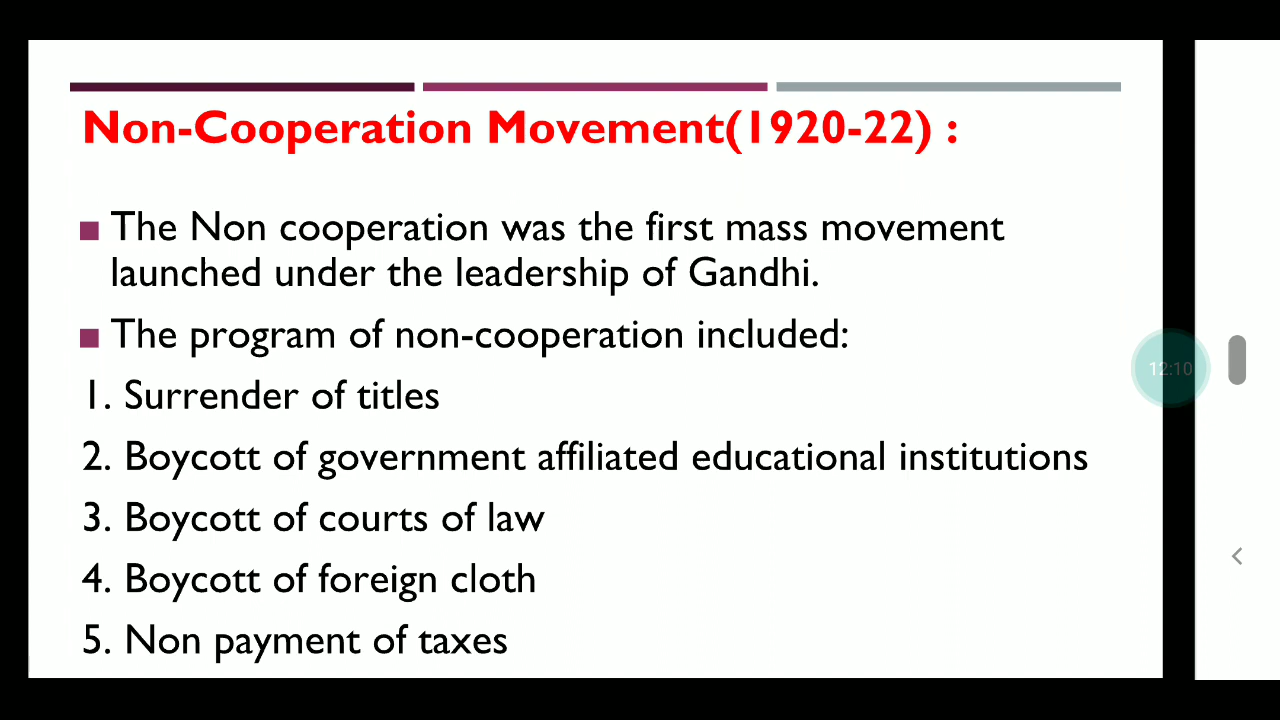 Non-Cooperation Movement(1920-22) :
The Non cooperation was the first mass movement
launched under the leadership of Gandhi.
The program of non-cooperation included:
1. Surrender of titles
2. Boycott of government affiliated educational institutions
3. Boycott of courts of law
4. Boycott of foreign cloth
5. Non payment of taxes
12:10